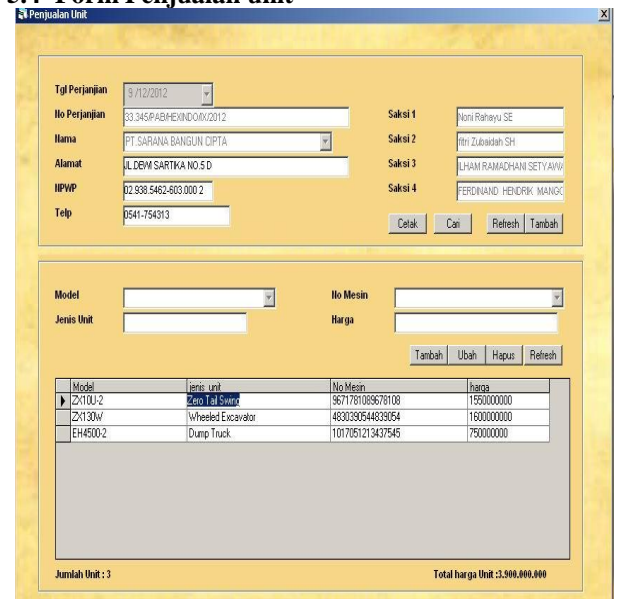 3.4 Form Penjualan unit
Penjualan Unit
Tgl Perjanjian 9 /12/2012
No Perjanjian 33.345/PAB/HEXINDO/IX/2012 Saksi 1 Noni Rahayu SE
Nama PT.SARANA BANGUN CIPTA Saksi 2 fitri Zubaidah SH
Alamat JL.DEWI SARTIKA NO.5 D Saksi 3 ILHAM RAMADHANI SETYAWA
NPWP 02.938.5462-603.000 2 Saksi 4 FERDINAND HENDRIK MANGC
Telp 0541-754313
Cetak Cari Refresh Tambah
Model No Mesin
Jenis Unit Harga
Tambah Ubah Hapus Refresh
Model jenis_unit No Mesin harga
ZX10U-2 Zero Tail Swing 9671781089678108 1550000000
ZX130W Wheeled Excavator 4830390544839054 1600000000
EH4500-2 Dump Truck 1017051213437545 750000000
Jumlah Unit : 3 Total harga Unit :3.900.000.000